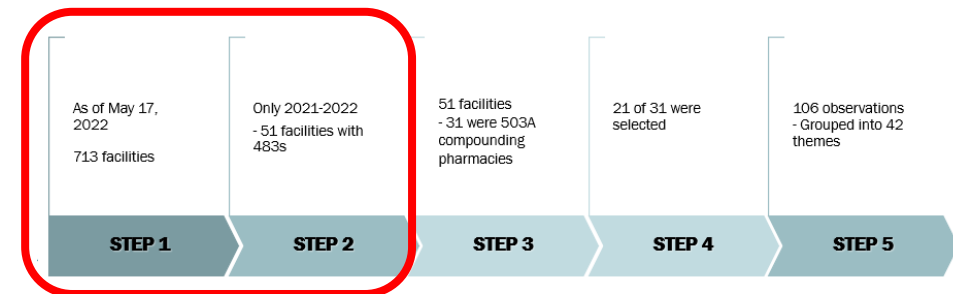 As of May 17,
2022
713 facilities
Only 2021-2022
- 51 facilities with
483s
51 facilities
- 31 were 503A
compounding
pharmacies
21 of 31 were
selected
106 observations
- Grouped into 42
themes
STEP 1
STEP 2
STEP 3
STEP 4
STEP 5